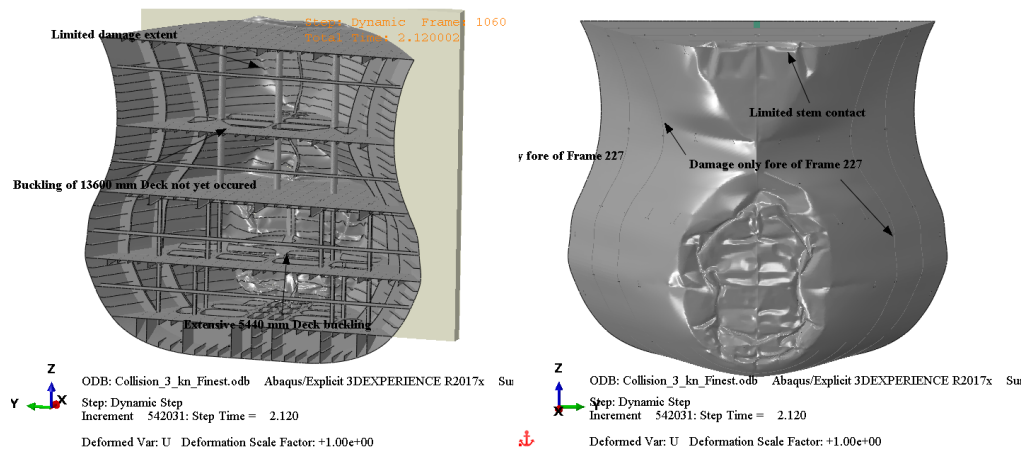 Step: Dynamic Frame: 1060
Total Time: 2.120002
Limited damage extent
Buckling of 13600 mm Deck not yet occured
Extensive 5440 mm Deck buckling
Z
Y
X
ODB: Collision_3_kn_Finest.odb Abaqus/Explicit 3DEXPERIENCE R2017x Su
Step: Dynamic Step
Increment 542031: Step Time = 2.120
Deformed Var: U Deformation Scale Factor: +1.00e+00
Limited stem contact
y fore of Frame 227
Damage only fore of Frame 227
Z
X
Y
ODB: Collision_3_kn_Finest.odb Abaqus/Explicit 3DEXPERIENCE R2017x Su
Step: Dynamic Step
Increment 542031: Step Time = 2.120
Deformed Var: U Deformation Scale Factor: +1.00e+00